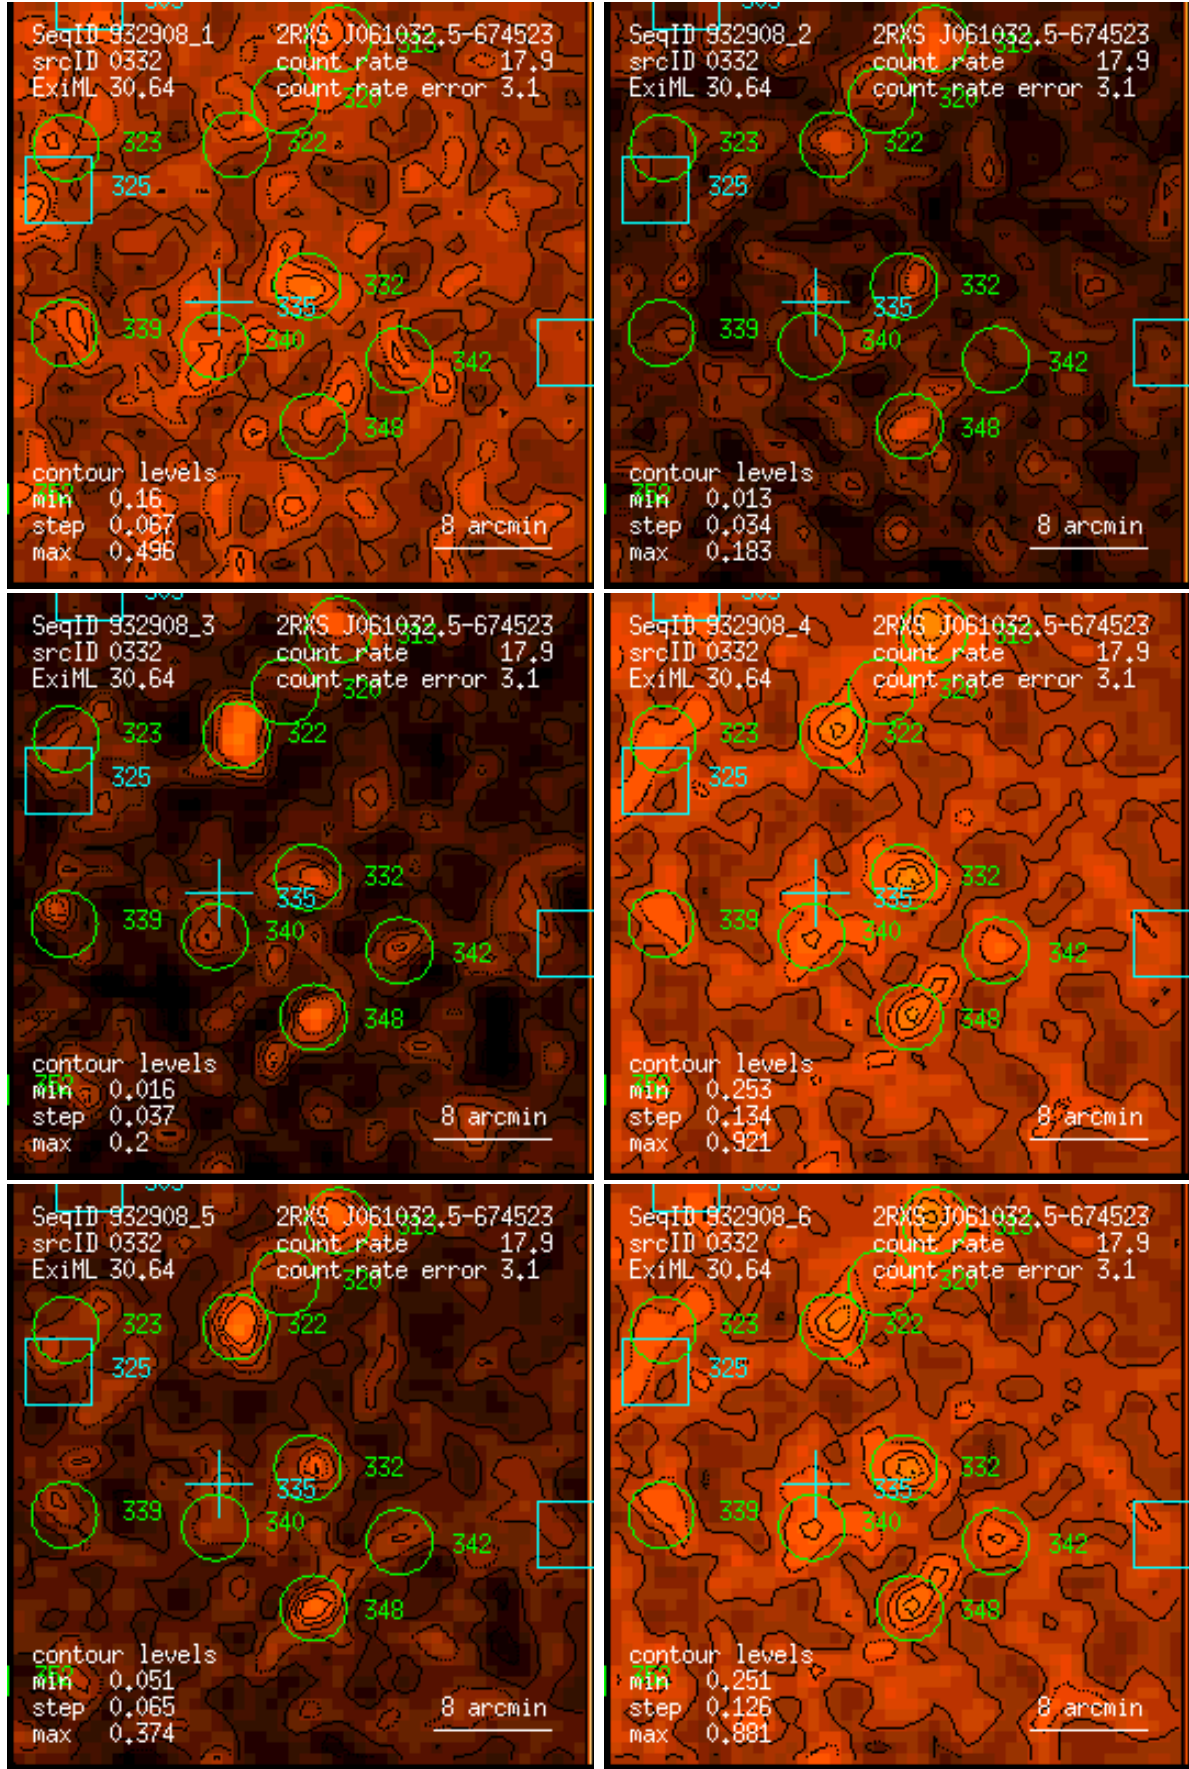 SeqID 932908_1 2RXS J061032.5-674523
srcID 0332 count rate 17.9
ExiML 30.64 count rate error 3.1
313
320
323 322
325
332
335
339 340
342
348
contour levels
min 0.16
step 0.067 8 arcmin
max 0.496
SeqID 932908_2 2RXS J061032.5-674523
srcID 0332 count rate 17.9
ExiML 30.64 count rate error 3.1
313
320
323 322
325
332
335
339 340
342
348
contour levels
min 0.013
step 0.034 8 arcmin
max 0.183
SeqID 932908_3 2RXS J061032.5-674523
srcID 0332 count rate 17.9
ExiML 30.64 count rate error 3.1
313
320
323 322
325
332
335
339 340
342
348
contour levels
min 0.016
step 0.037 8 arcmin
max 0.2
SeqID 932908_4 2RXS J061032.5-674523
srcID 0332 count rate 17.9
ExiML 30.64 count rate error 3.1
313
320
323 322
325
332
335
339 340
342
348
contour levels
min 0.253
step 0.134 8 arcmin
max 0.921
SeqID 932908_5 2RXS J061032.5-674523
srcID 0332 count rate 17.9
ExiML 30.64 count rate error 3.1
313
320
323 322
325
332
335
339 340
342
348
contour levels
min 0.051
step 0.065 8 arcmin
max 0.374
SeqID 932908_6 2RXS J061032.5-674523
srcID 0332 count rate 17.9
ExiML 30.64 count rate error 3.1
313
320
323 322
325
332
335
339 340
342
348
contour levels
min 0.251
step 0.126 8 arcmin
max 0.881